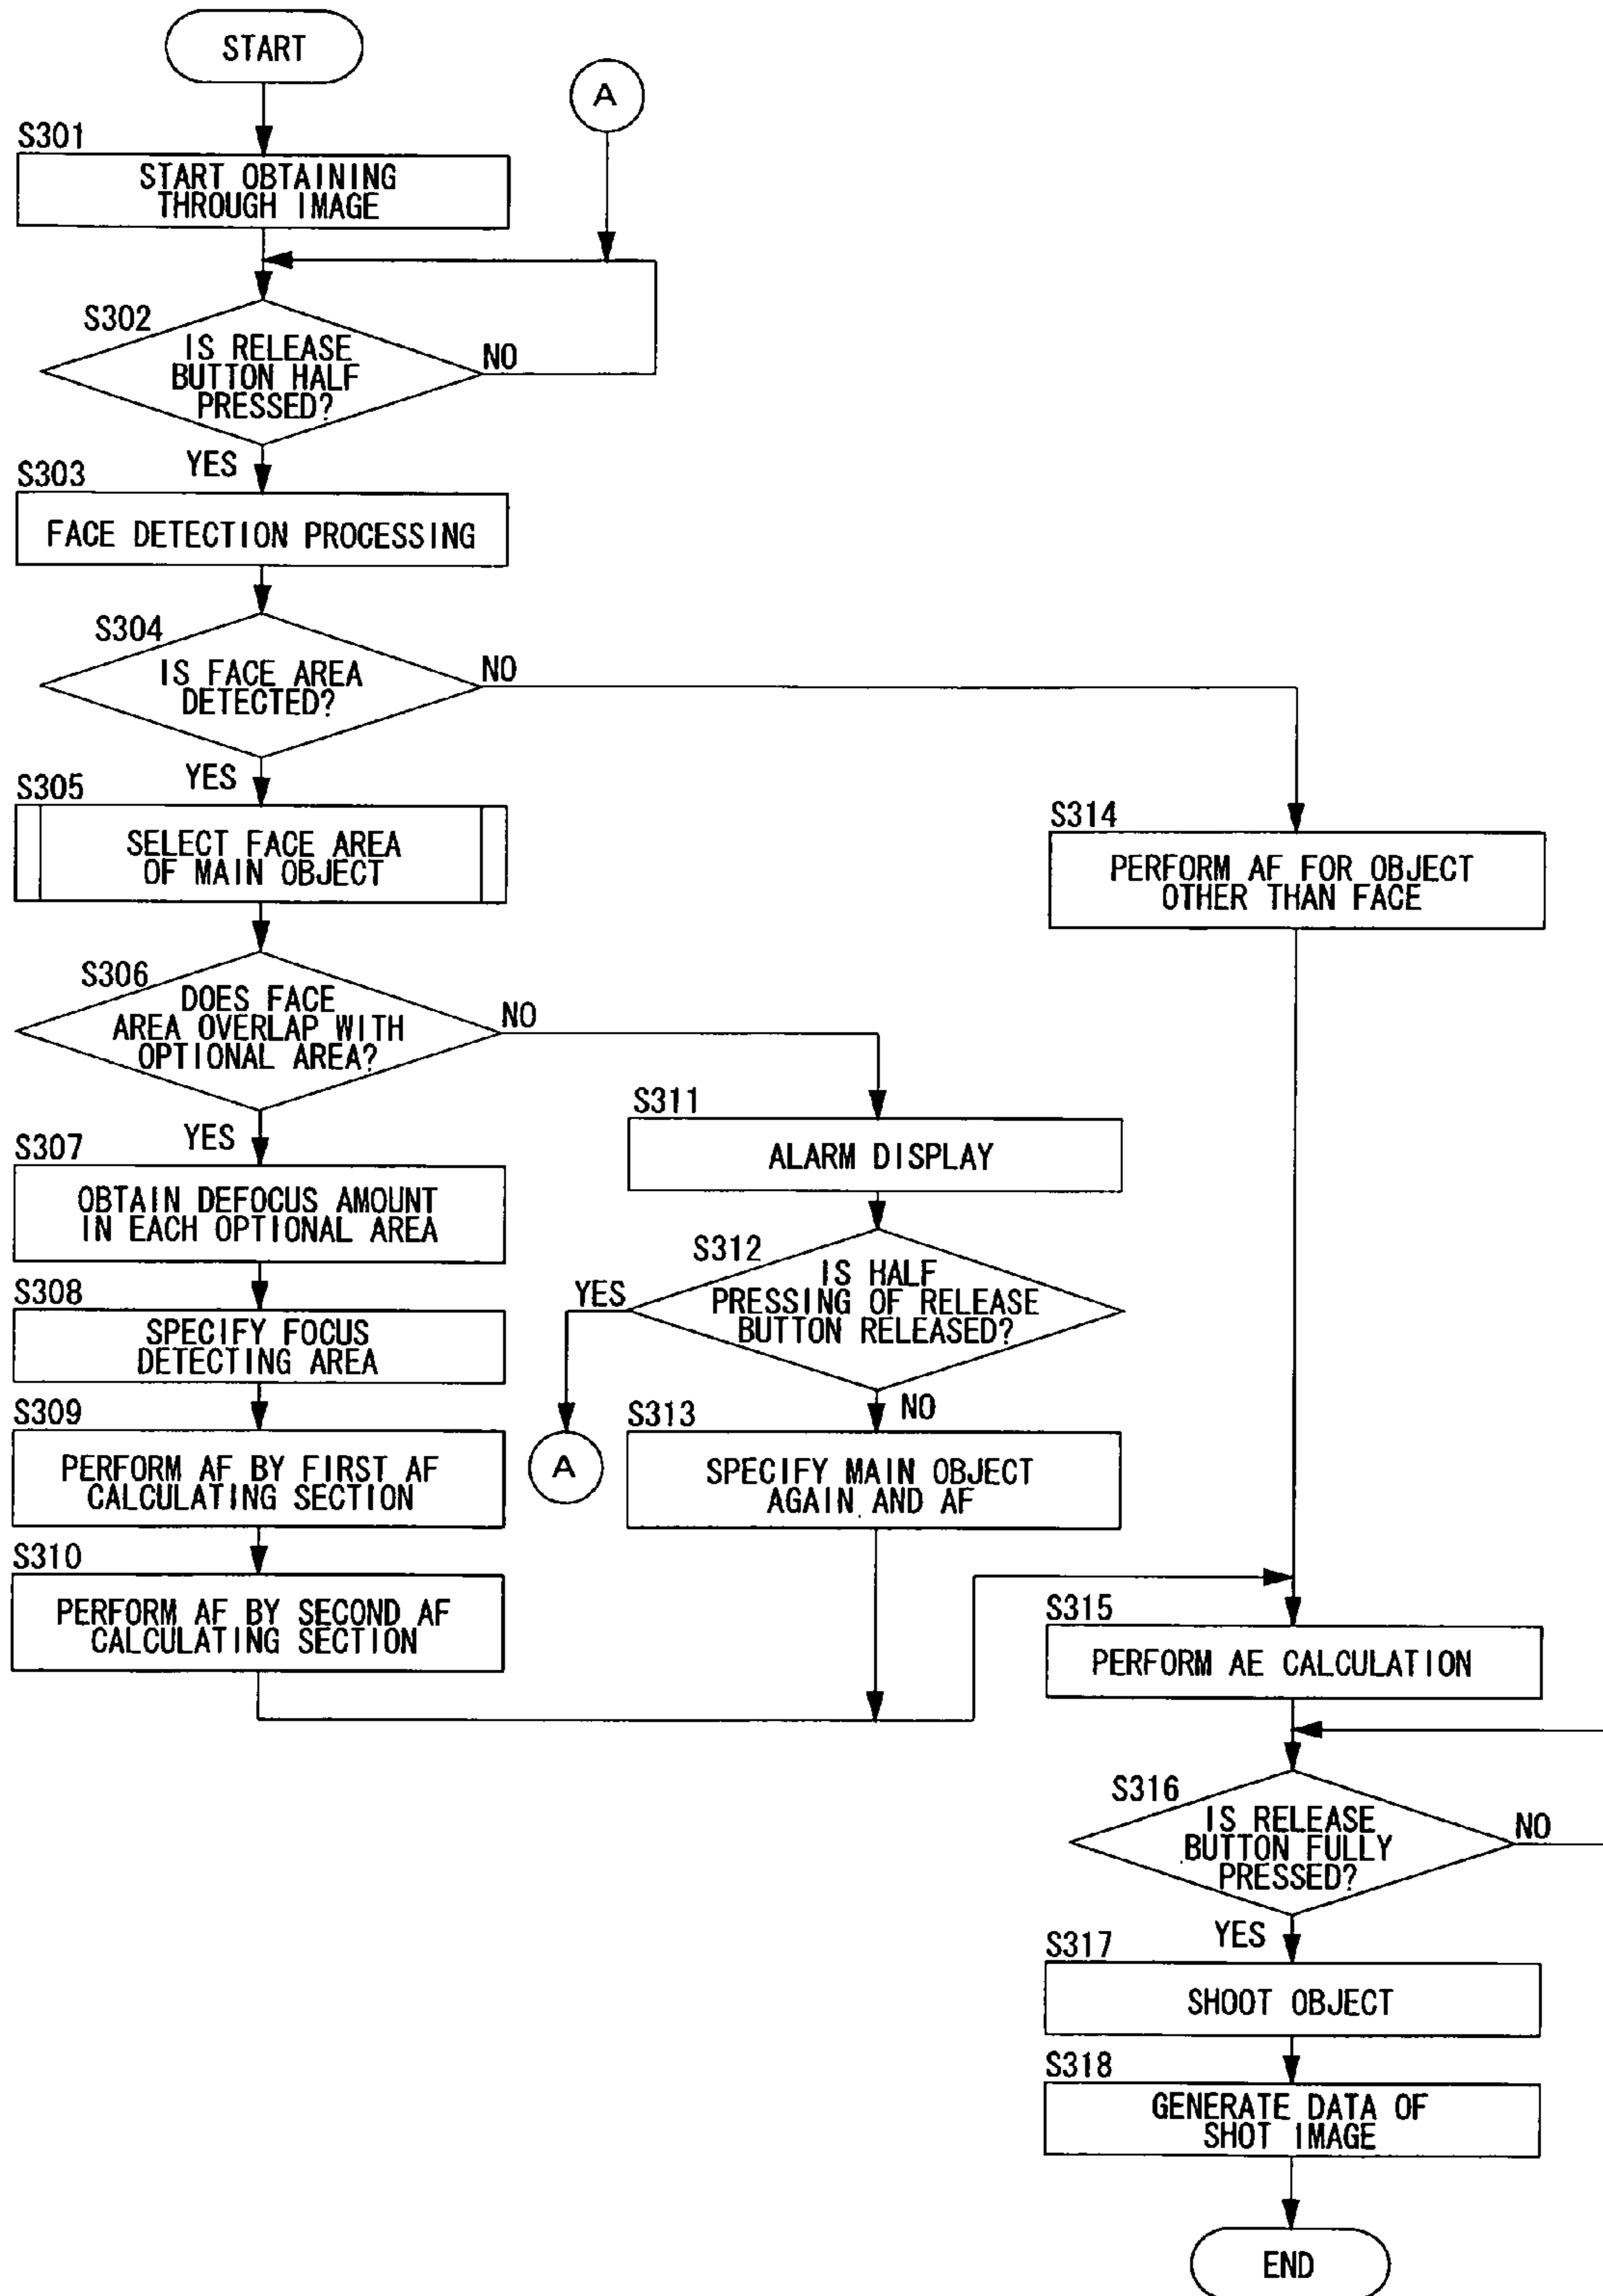 START
A
S301
START OBTAINING
THROUGH IMAGE
S302
IS RELEASE
BUTTON HALF
PRESSED?
NO
YES
S303
FACE DETECTION PROCESSING
S304
IS FACE AREA
DETECTED?
NO
YES
S305
SELECT FACE AREA
OF MAIN OBJECT
S306
DOES FACE
AREA OVERLAP WITH
OPTIONAL AREA?
NO
YES
S307
OBTAIN DEFOCUS AMOUNT
IN EACH OPTIONAL AREA
S308
SPECIFY FOCUS
DETECTING AREA
S309
PERFORM AF BY FIRST AF
CALCULATING SECTION
S310
PERFORM AF BY SECOND AF
CALCULATING SECTION
S311
ALARM DISPLAY
S312
IS HALF
PRESSING OF RELEASE
BUTTON RELEASED?
YES
A
NO
S313
SPECIFY MAIN OBJECT
AGAIN AND AF
S314
PERFORM AF FOR OBJECT
OTHER THAN FACE
S315
PERFORM AE CALCULATION
S316
IS RELEASE
BUTTON FULLY
PRESSED?
NO
YES
S317
SHOOT OBJECT
S318
GENERATE DATA OF
SHOT IMAGE
END